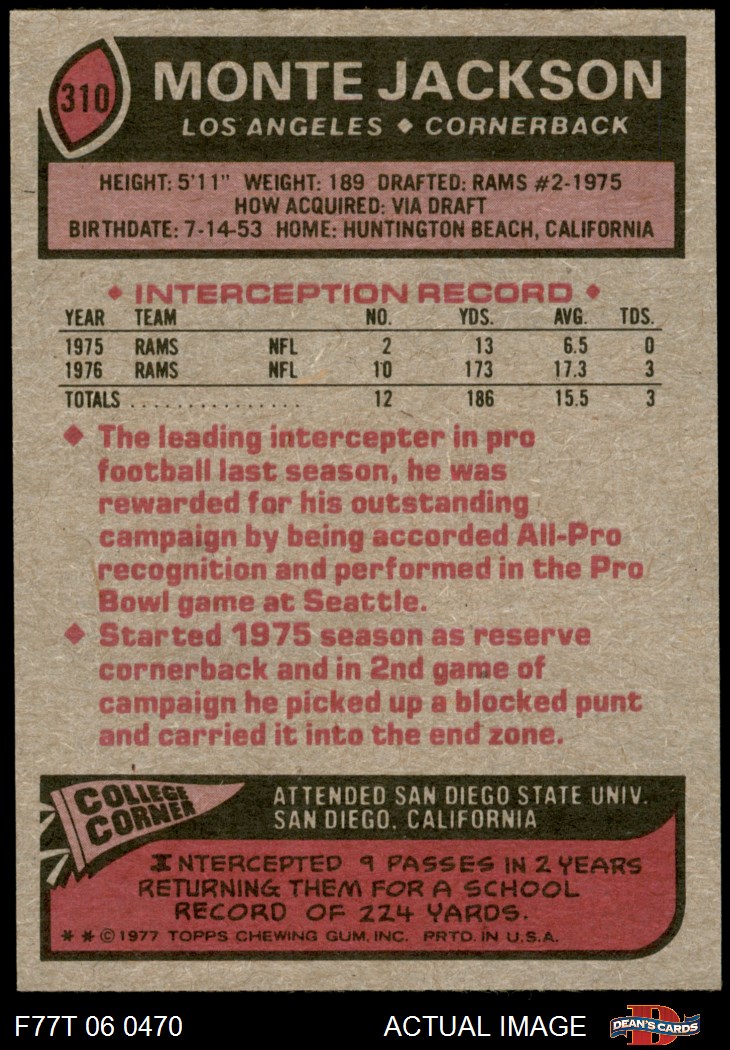 310
MONTE JACKSON
LOS ANGELES ◆ CORNERBACK
HEIGHT: 5'11" WEIGHT: 189 DRAFTED: RAMS #2-1975
HOW ACQUIRED: VIA DRAFT
BIRTHDATE: 7-14-53 HOME: HUNTINGTON BEACH, CALIFORNIA
◆ INTERCEPTION RECORD ◆
YEAR TEAM NO. YDS. AVG. TDS.
1975 RAMS NFL 2 13 6.5 0
1976 RAMS NFL 10 173 17.3 3
TOTALS ................ 12 186 15.5 3
◆ The leading intercepter in pro
football last season, he was
rewarded for his outstanding
campaign by being accorded All-Pro
recognition and performed in the Pro
Bowl game at Seattle.
◆ Started 1975 season as reserve
cornerback and in 2nd game of
campaign he picked up a blocked punt
and carried it into the end zone.
COLLEGE
CORNER
ATTENDED SAN DIEGO STATE UNIV.
SAN DIEGO, CALIFORNIA
INTERCEPTED 9 PASSES IN 2 YEARS
RETURNING THEM FOR A SCHOOL
RECORD OF 224 YARDS.
* * © 1977 TOPPS CHEWING GUM, INC. PRTD. IN U.S.A.
F77T 06 0470 ACTUAL IMAGE
D
DEAN'S CARDS